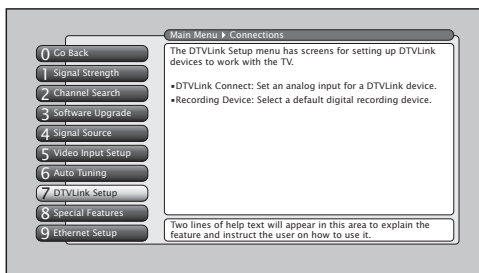 Main Menu ▶ Connections
0 Go Back
1 Signal Strength
2 Channel Search
3 Software Upgrade
4 Signal Source
5 Video Input Setup
6 Auto Tuning
7 DTVLink Setup
8 Special Features
9 Ethernet Setup
The DTVLink Setup menu has screens for setting up DTVLink
devices to work with the TV.
▪DTVLink Connect: Set an analog input for a DTVLink device.
▪Recording Device: Select a default digital recording device.
Two lines of help text will appear in this area to explain the
feature and instruct the user on how to use it.